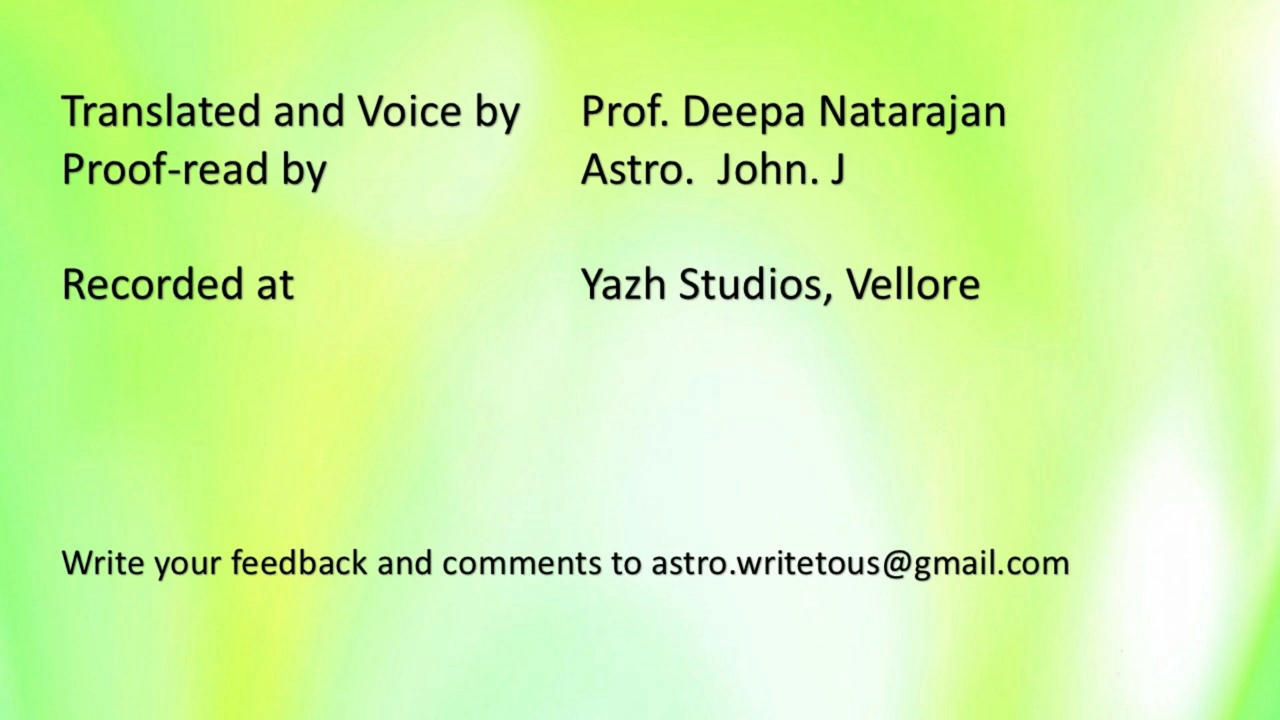 Translated and Voice by Prof. Deepa Natarajan
Proof-read by Astro. John. J
Recorded at Yazh Studios, Vellore
Write your feedback and comments to astro.writetous@gmail.com